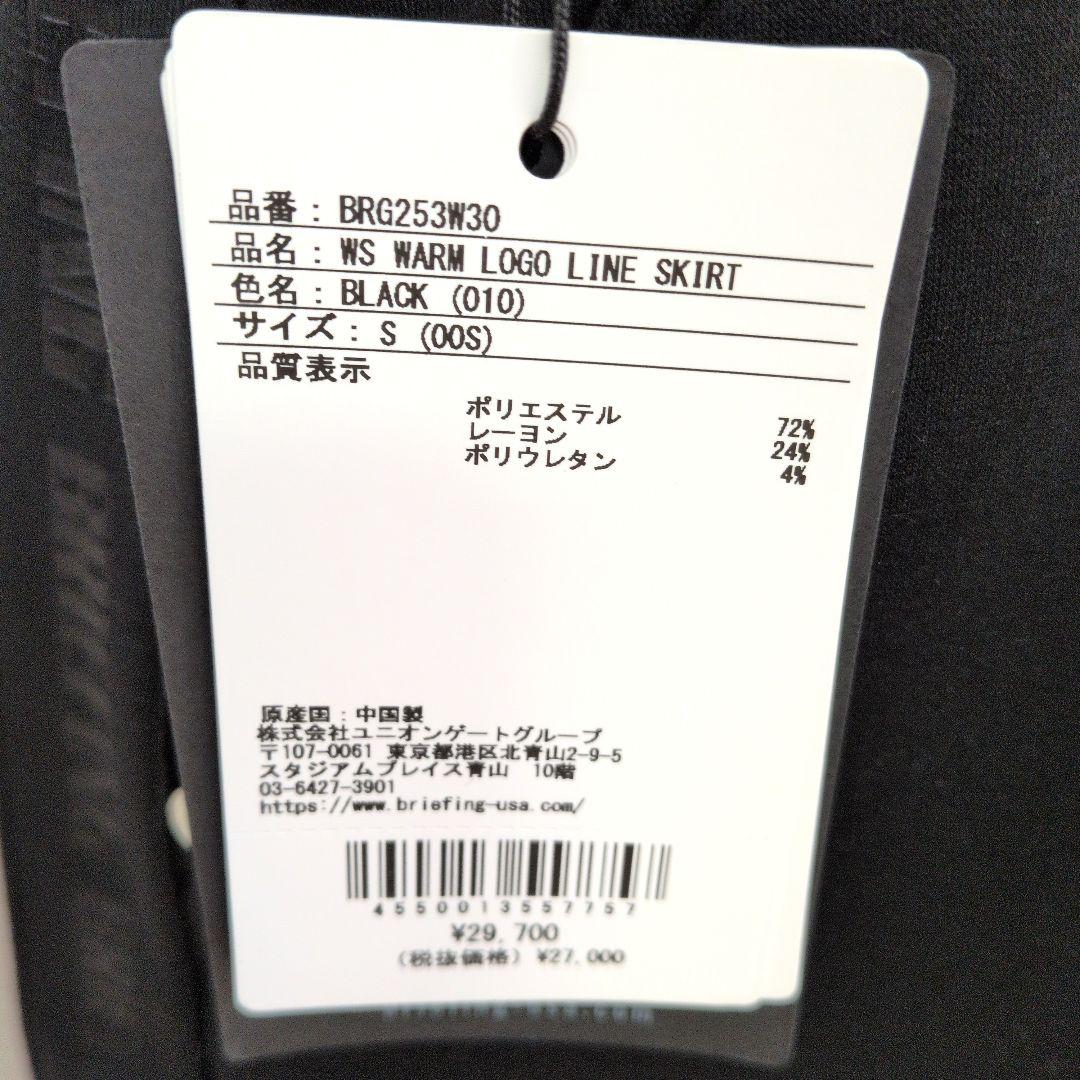 品番：BRG253W30
品名：WS WARM LOGO LINE SKIRT
色名：BLACK (010)
サイズ：S (00S)
品質表示
ポリエステル 72%
レーヨン 24%
ポリウレタン 4%
原産国：中国製
株式会社ユニオンゲートグループ
〒107-0061 東京都港区北青山2-9-5
スタジアムプレイス青山 10階
03-6427-3901
https://www.briefing-usa.com/
4550013557757
¥29,700
(税抜価格) ¥27,000
briefing-usa.com